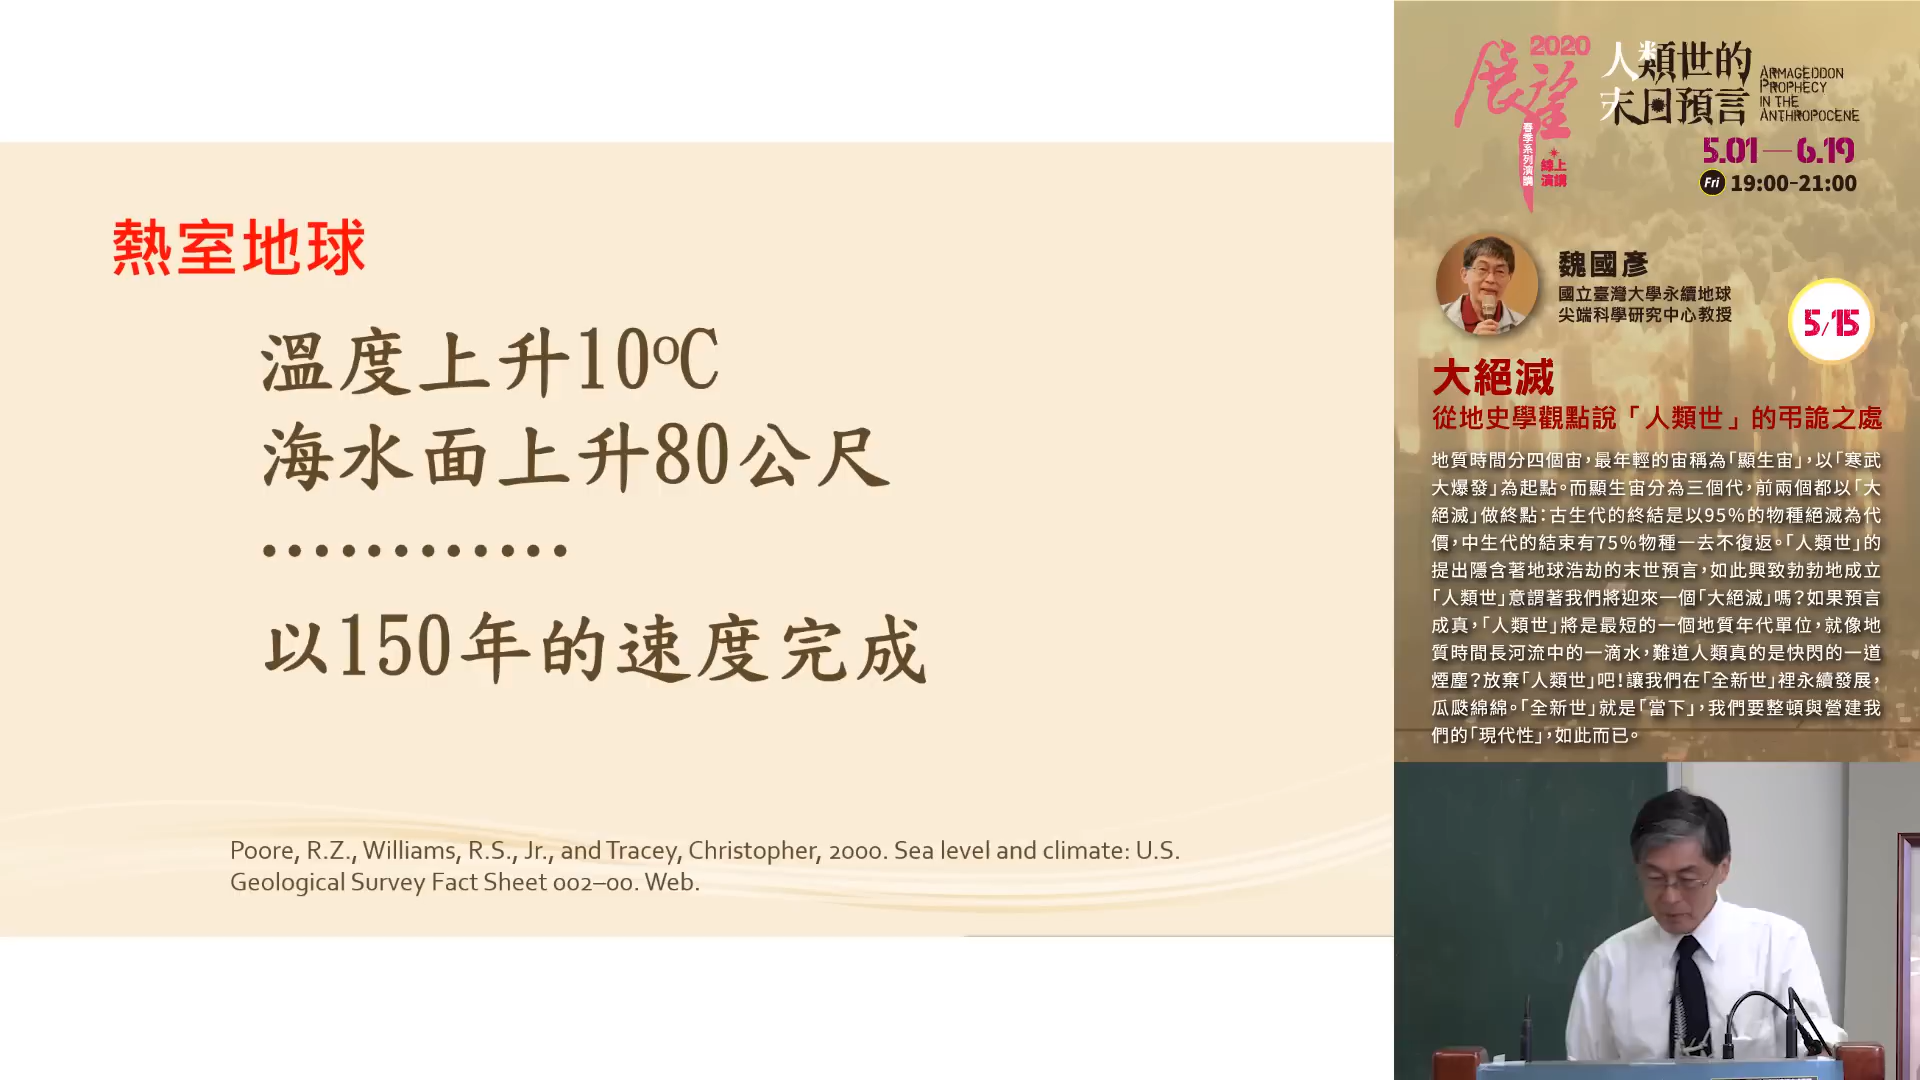 熱室地球
溫度上升10ºC
海水面上升80公尺
••••••••••••
以150年的速度完成
Poore, R.Z., Williams, R.S., Jr., and Tracey, Christopher, 2000. Sea level and climate: U.S.
Geological Survey Fact Sheet 002–00. Web.
2020
展望
春季系列演講
線上
演講
人類世的
末日預言
ARMAGEDDON
PROPHECY
IN THE
ANTHROPOCENE
5.01—6.19
Fri 19:00-21:00
魏國彥
國立臺灣大學永續地球
尖端科學研究中心教授
5/15
大絕滅
從地史學觀點說「人類世」的弔詭之處
地質時間分四個宙,最年輕的宙稱為「顯生宙」,以「寒武
大爆發」為起點。而顯生宙分為三個代,前兩個都以「大
絕滅」做終點:古生代的終結是以95%的物種絕滅為代
價,中生代的結束有75%物種一去不復返。「人類世」的
提出隱含著地球浩劫的末世預言,如此興致勃勃地成立
「人類世」意謂著我們將迎來一個「大絕滅」嗎?如果預言
成真,「人類世」將是最短的一個地質年代單位,就像地
質時間長河流中的一滴水,難道人類真的是快閃的一道
煙塵?放棄「人類世」吧!讓我們在「全新世」裡永續發展,
瓜瓞綿綿。「全新世」就是「當下」,我們要整頓與營建我
們的「現代性」,如此而已。